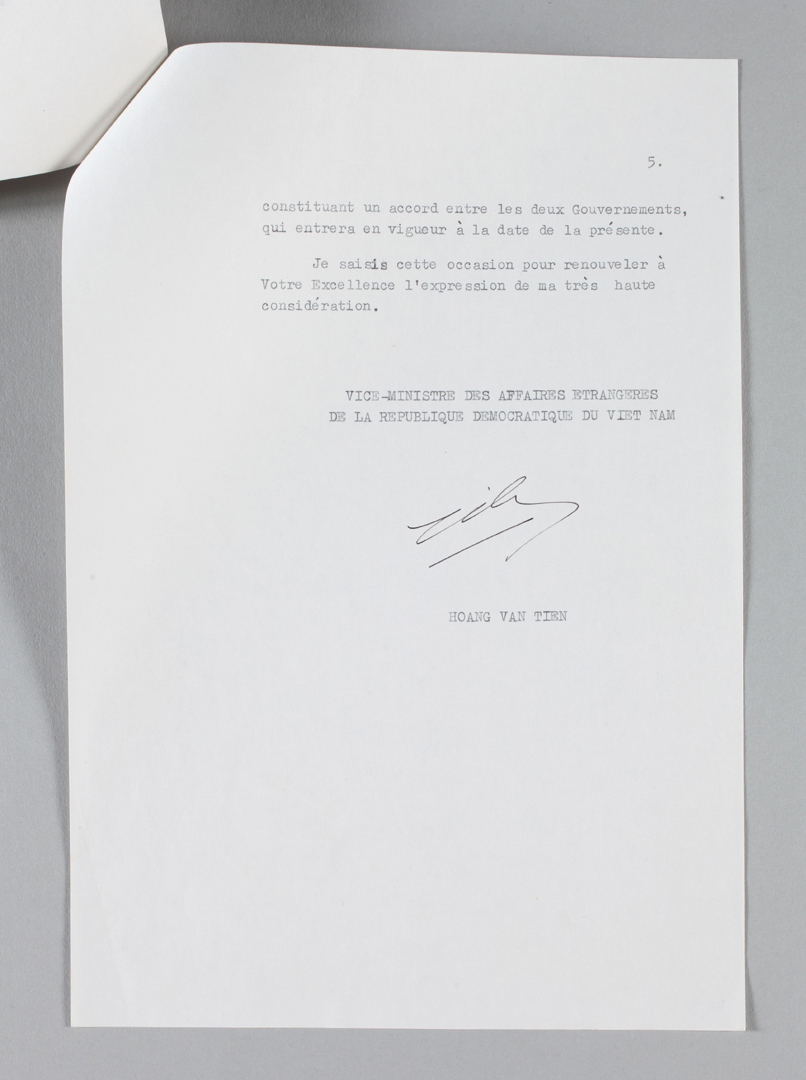 5.
constituant un accord entre les deux Gouvernements,
qui entrera en vigueur à la date de la présente.
Je saisis cette occasion pour renouveler à
Votre Excellence l'expression de ma très haute
considération.
VICE-MINISTRE DES AFFAIRES ETRANGERES
DE LA REPUBLIQUE DEMOCRATIQUE DU VIET NAM
HOANG VAN TIEN